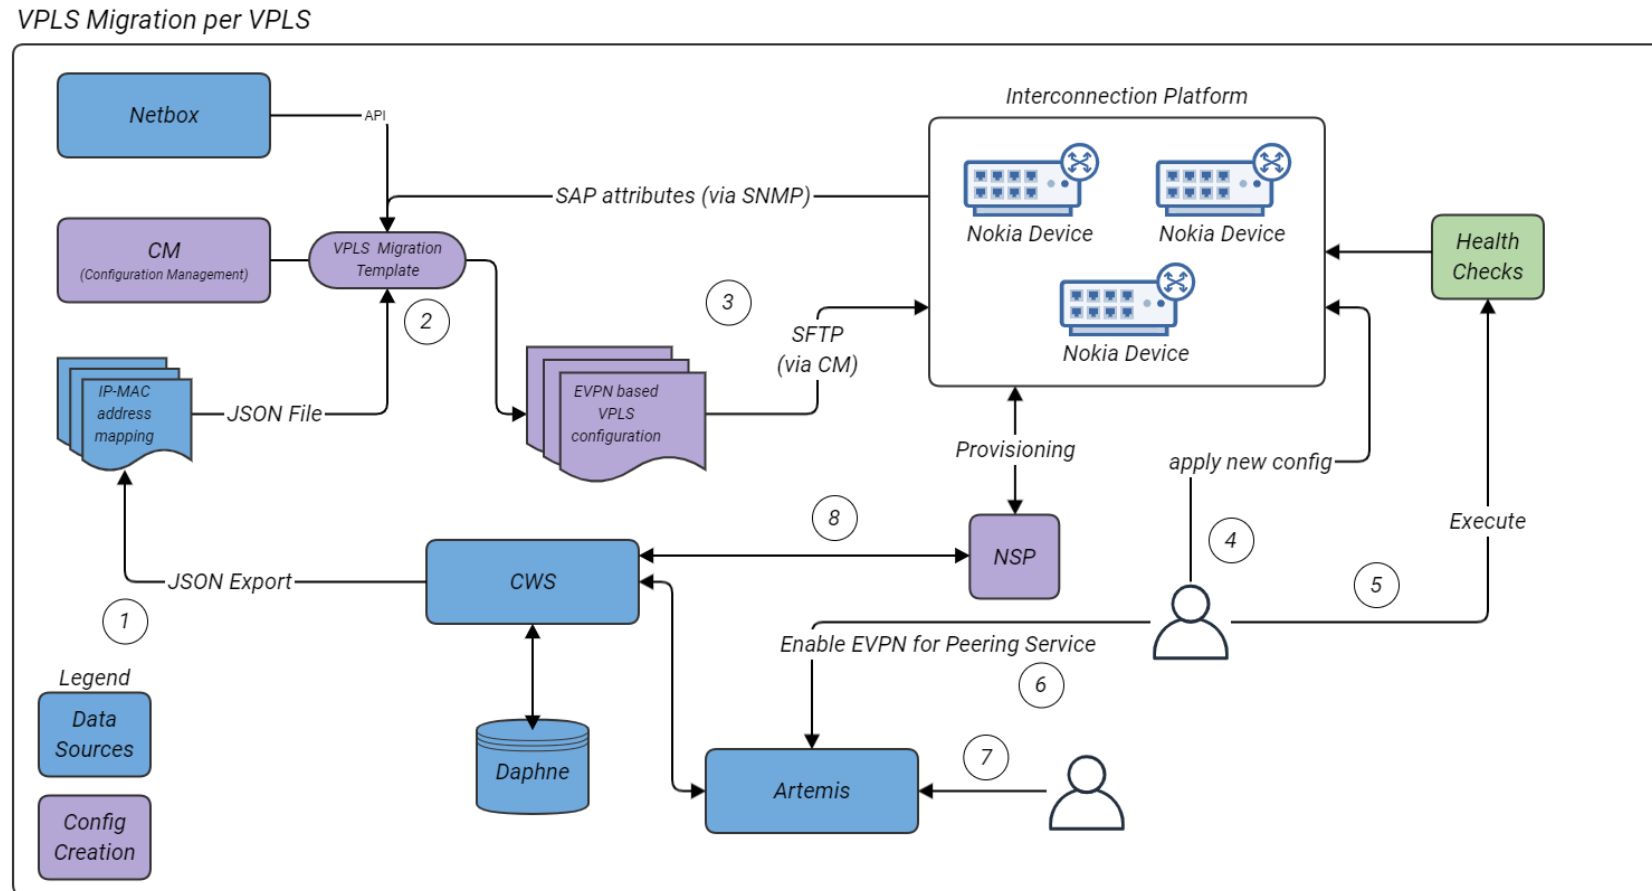 VPLS Migration per VPLS
Netbox
API
Interconnection Platform
Nokia Device
Nokia Device
Nokia Device
SAP attributes (via SNMP)
CM
(Configuration Management)
VPLS Migration
Template
2
3
Health
Checks
SFTP
(via CM)
IP-MAC
address
mapping
JSON File
EVPN based
VPLS
configuration
Provisioning
apply new config
8
4
Execute
5
NSP
CWS
JSON Export
1
Enable EVPN for Peering Service
6
7
Daphne
Artemis
Legend
Data
Sources
Config
Creation